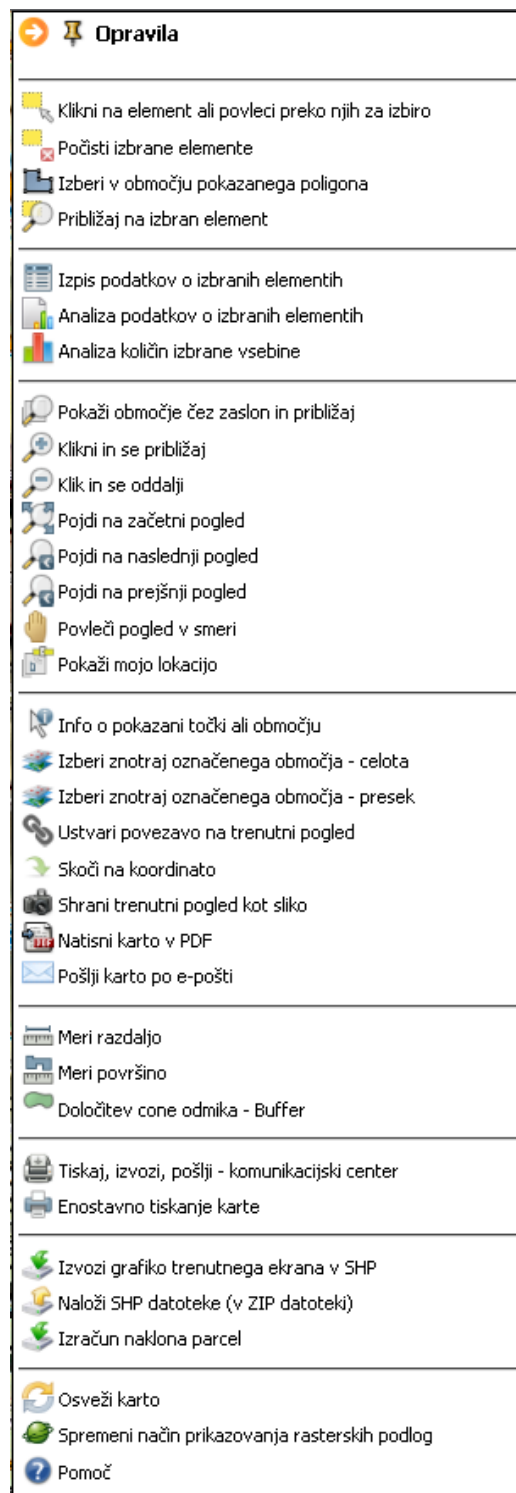 Opravila
Klikni na element ali povleci preko njih za izbiro
Počisti izbrane elemente
Izberi v območju pokazanega poligona
Približaj na izbran element
Izpis podatkov o izbranih elementih
Analiza podatkov o izbranih elementih
Analiza količin izbrane vsebine
Pokaži območje čez zaslon in približaj
Klikni in se približaj
Klik in se oddalji
Pojdi na začetni pogled
Pojdi na naslednji pogled
Pojdi na prejšnji pogled
Povleči pogled v smeri
Pokaži mojo lokacijo
Info o pokazani točki ali območju
Izberi znotraj označenega območja - celota
Izberi znotraj označenega območja - presek
Ustvari povezavo na trenutni pogled
Skoči na koordinato
Shrani trenutni pogled kot sliko
Natisni karto v PDF
Pošlji karto po e-pošti
Meri razdaljo
Meri površino
Določitev cone odmika - Buffer
Tiskaj, izvozi, pošlji - komunikacijski center
Enostavno tiskanje karte
Izvozi grafiko trenutnega ekrana v SHP
Naloži SHP datoteke (v ZIP datoteki)
Izračun naklona parcel
Osveži karto
Spremeni način prikazovanja rasterskih podlog
Pomoč